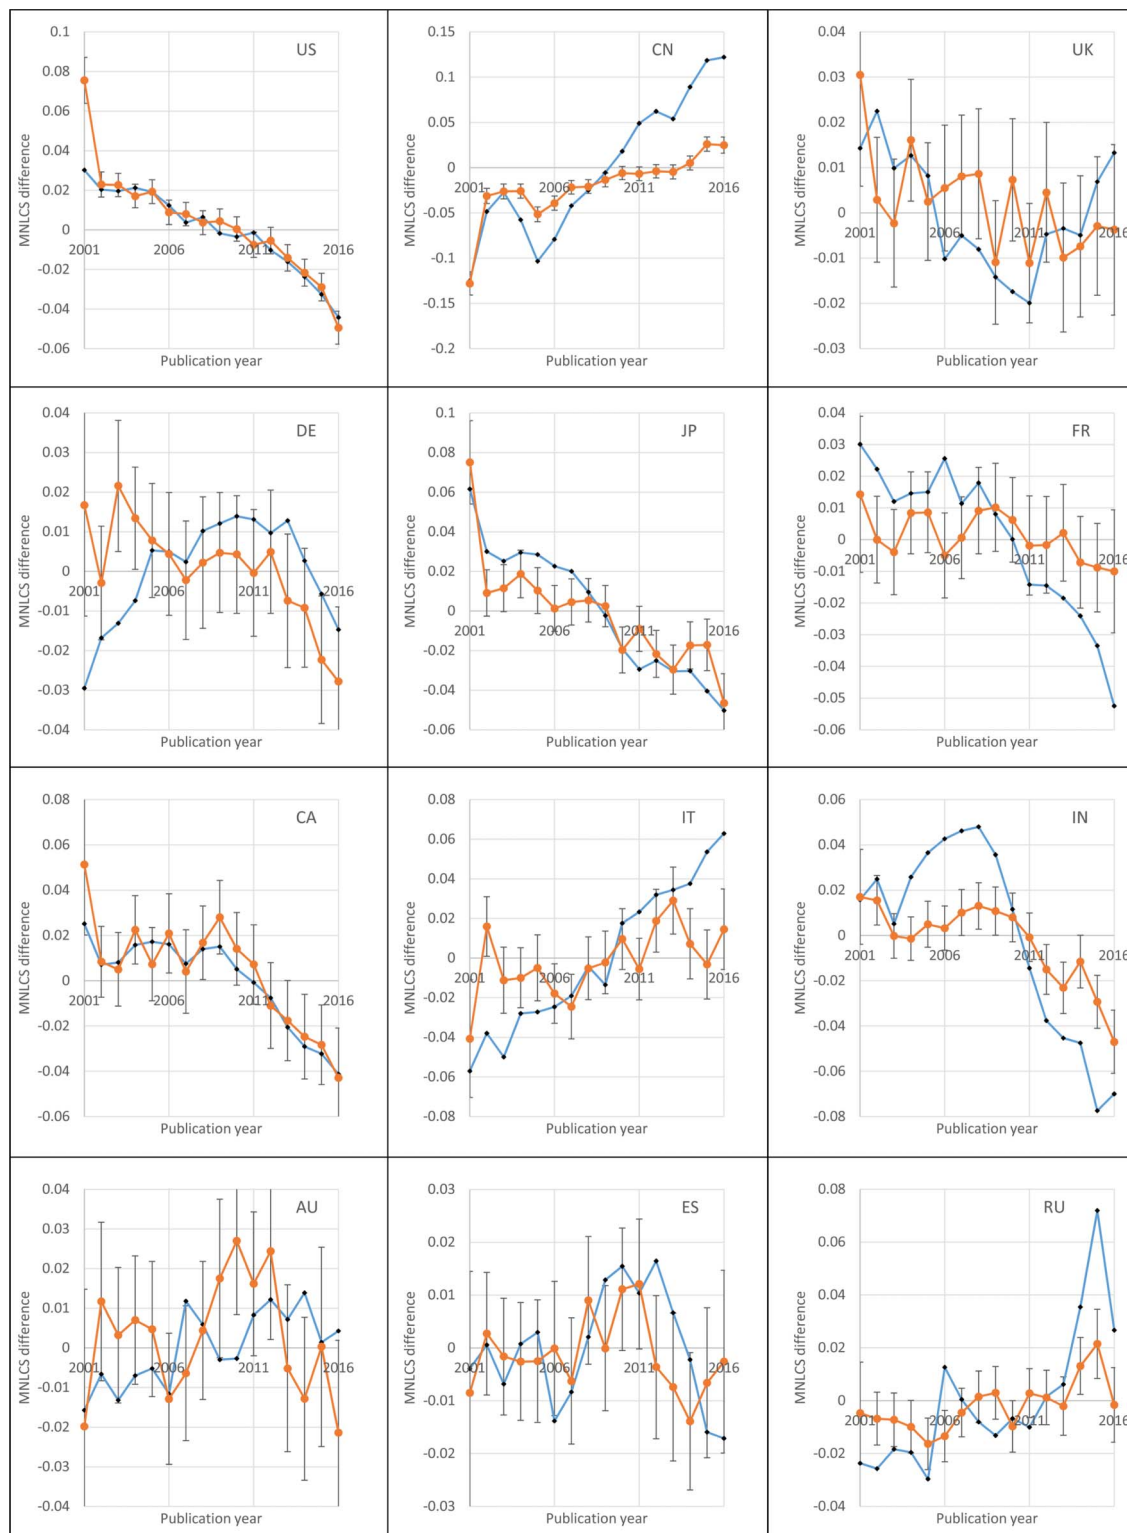 US
MNLCS difference
0.1
0.08
0.06
0.04
0.02
0
-0.02
-0.04
-0.06
2001 2006 2011 2016
Publication year
CN
MNLCS difference
0.15
0.1
0.05
0
-0.05
-0.1
-0.15
-0.2
2001 2006 2011 2016
Publication year
UK
MNLCS difference
0.04
0.03
0.02
0.01
0
-0.01
-0.02
-0.03
2001 2006 2011 2016
Publication year
DE
MNLCS difference
0.04
0.03
0.02
0.01
0
-0.01
-0.02
-0.03
-0.04
2001 2006 2011 2016
Publication year
JP
MNLCS difference
0.1
0.08
0.06
0.04
0.02
0
-0.02
-0.04
-0.06
2001 2006 2011 2016
Publication year
FR
MNLCS difference
0.04
0.03
0.02
0.01
0
-0.01
-0.02
-0.03
-0.04
-0.05
-0.06
2001 2006 2011 2016
Publication year
CA
MNLCS difference
0.08
0.06
0.04
0.02
0
-0.02
-0.04
-0.06
2001 2006 2011 2016
Publication year
IT
MNLCS difference
0.08
0.06
0.04
0.02
0
-0.02
-0.04
-0.06
-0.08
2001 2006 2011 2016
Publication year
IN
MNLCS difference
0.06
0.04
0.02
0
-0.02
-0.04
-0.06
-0.08
2001 2006 2011 2016
Publication year
AU
MNLCS difference
0.04
0.03
0.02
0.01
0
-0.01
-0.02
-0.03
-0.04
2001 2006 2011 2016
Publication year
ES
MNLCS difference
0.03
0.02
0.01
0
-0.01
-0.02
-0.03
2001 2006 2011 2016
Publication year
RU
MNLCS difference
0.08
0.06
0.04
0.02
0
-0.02
-0.04
2001 2006 2011 2016
Publication year